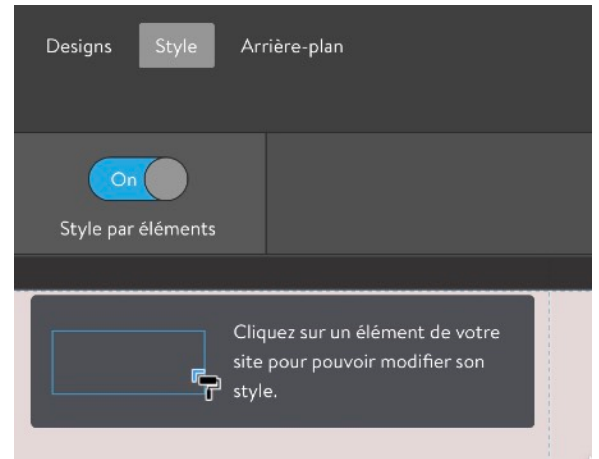 Designs Style Arrière-plan
On
Style par éléments
Cliquez sur un élément de votre
site pour pouvoir modifier son
style.